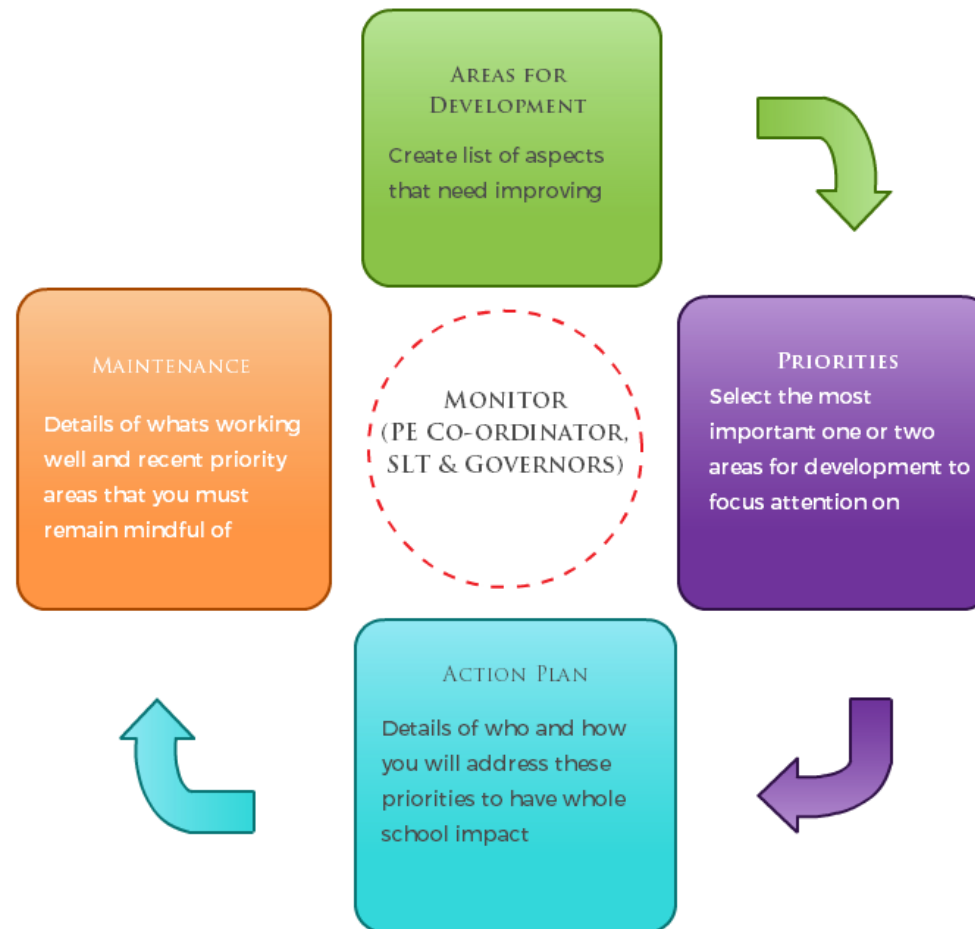 AREAS FOR
DEVELOPMENT
Create list of aspects
that need improving
PRIORITIES
Select the most
important one or two
areas for development to
focus attention on
ACTION PLAN
Details of who and how
you will address these
priorities to have whole
school impact
MAINTENANCE
Details of whats working
well and recent priority
areas that you must
remain mindful of
MONITOR
(PE CO-ORDINATOR,
SLT & GOVERNORS)